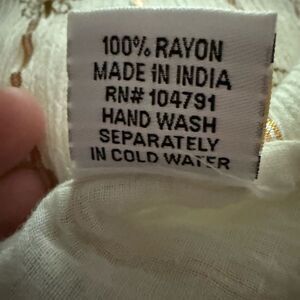 100% RAYON
MADE IN INDIA
RN# 104791
HAND WASH
SEPARATELY
IN COLD WATER